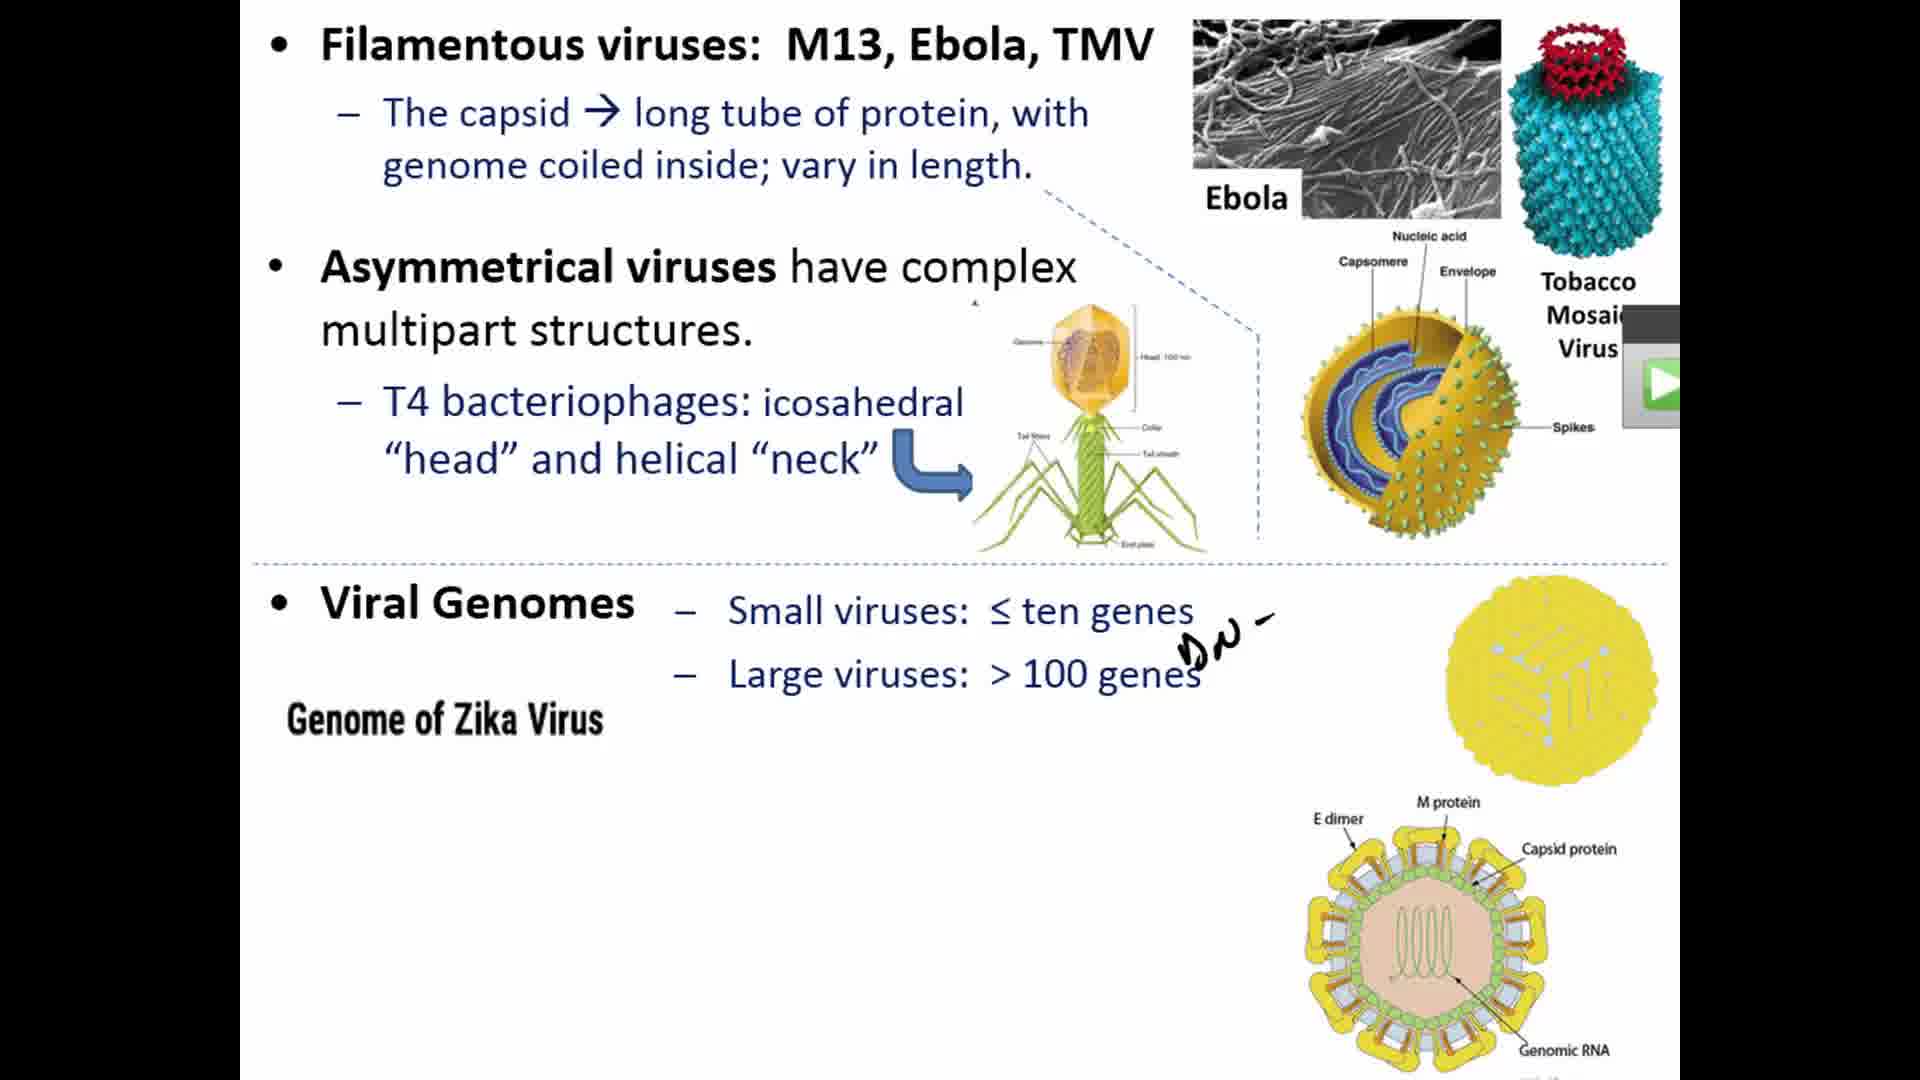 • Filamentous viruses: M13, Ebola, TMV
– The capsid → long tube of protein, with
genome coiled inside; vary in length.
Ebola
Tobacco
Mosaic
Virus
• Asymmetrical viruses have complex
multipart structures.
– T4 bacteriophages: icosahedral
“head” and helical “neck”
Genome
Head 100 nm
Collar
Tail fibers
Tail sheath
End plate
Nucleic acid
Capsomere
Envelope
Spikes
• Viral Genomes
– Small viruses: ≤ ten genes
– Large viruses: > 100 genes
DN
Genome of Zika Virus
M protein
E dimer
Capsid protein
Genomic RNA